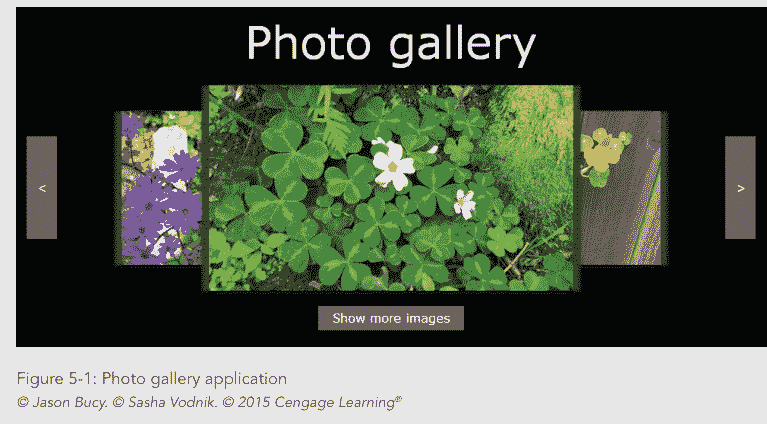 Photo gallery
<
>
Show more images
Figure 5-1: Photo gallery application
© Jason Bucy. © Sasha Vodnik. © 2015 Cengage Learning®